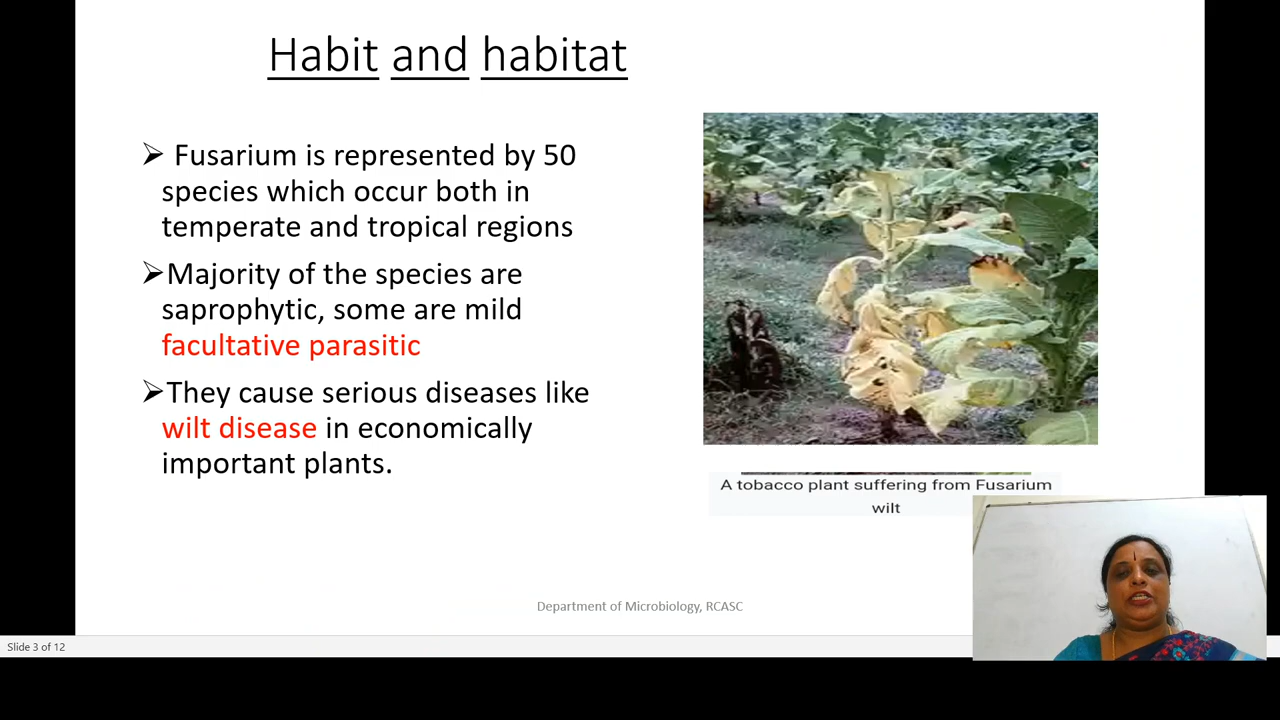 Habit and habitat
➢ Fusarium is represented by 50
species which occur both in
temperate and tropical regions
➢Majority of the species are
saprophytic, some are mild
facultative parasitic
➢They cause serious diseases like
wilt disease in economically
important plants.
A tobacco plant suffering from Fusarium
wilt
Department of Microbiology, RCASC
Slide 3 of 12